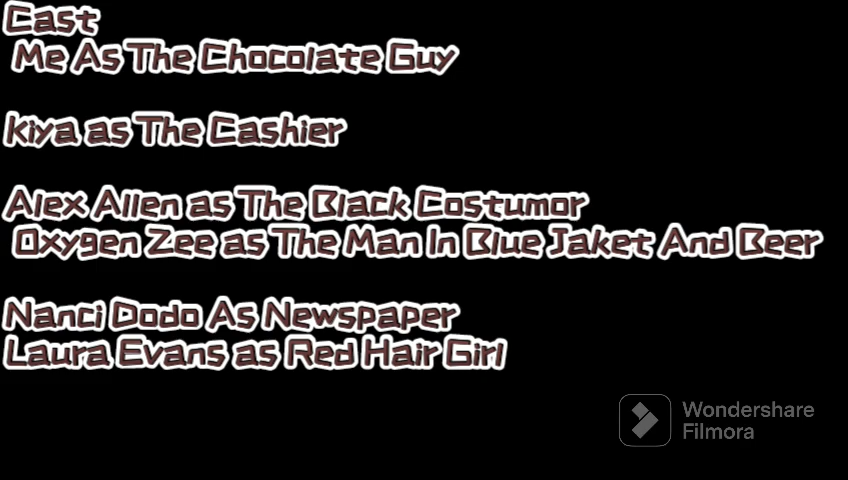 Cast
Me As The Chocolate Guy
Kiya as The Cashier
Alex Allen as The Black Costumor
Oxygen Zee as The Man In Blue Jaket And Beer
Nanci Dodo As Newspaper
Laura Evans as Red Hair Girl
Wondershare
Filmora